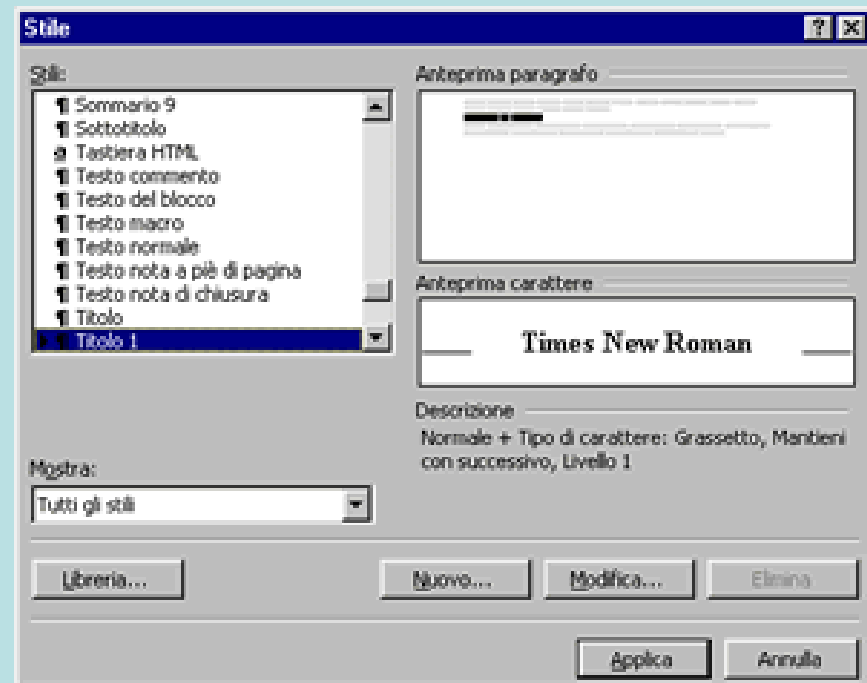 Stile
Stili:
¶ Sommario 9
¶ Sottotitolo
a Tastiera HTML
¶ Testo commento
¶ Testo del blocco
¶ Testo macro
¶ Testo normale
¶ Testo nota a piè di pagina
¶ Testo nota di chiusura
¶ Titolo
¶ Titolo 1
Mostra:
Tutti gli stili
Anteprima paragrafo
Anteprima carattere
Times New Roman
Descrizione
Normale + Tipo di carattere: Grassetto, Mantieni
con successivo, Livello 1
Libreria...
Nuovo...
Modifica...
Elimina
Applica
Annulla